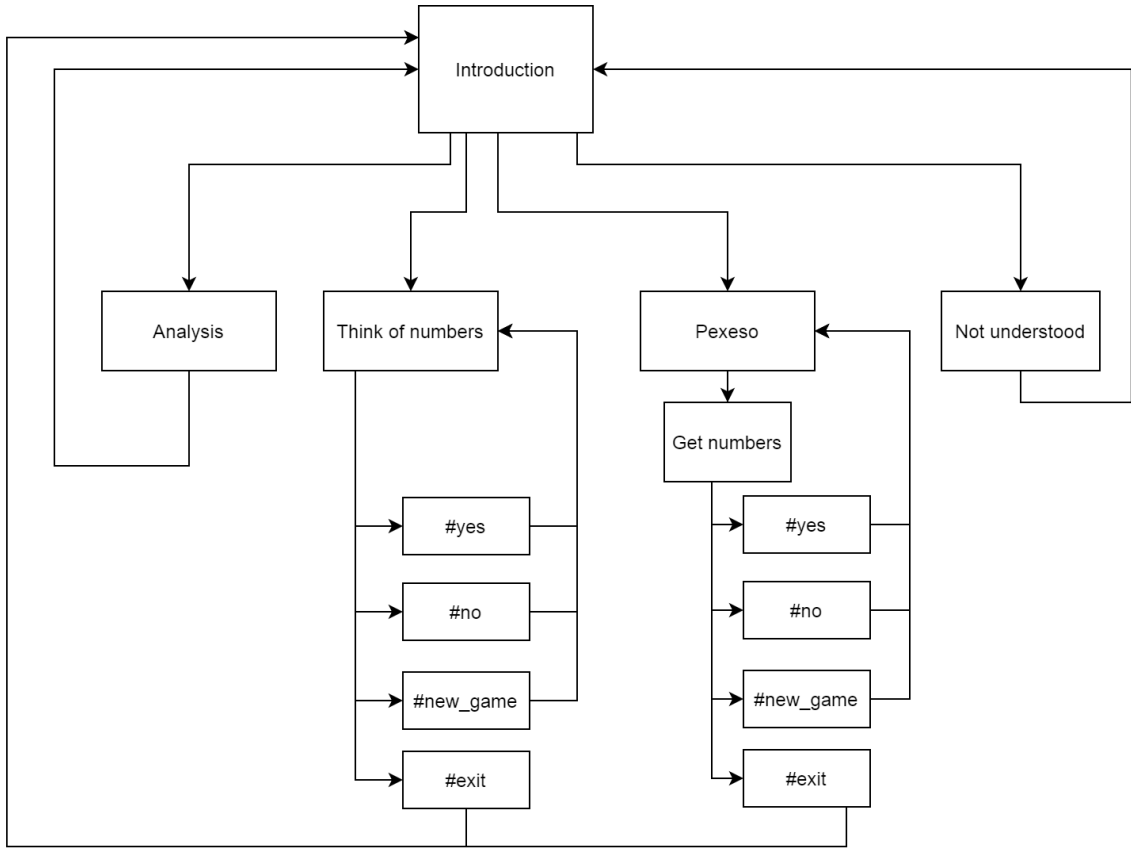 Introduction
Analysis
Think of numbers
Pexeso
Not understood
Get numbers
#yes
#no
#new_game
#exit
#yes
#no
#new_game
#exit